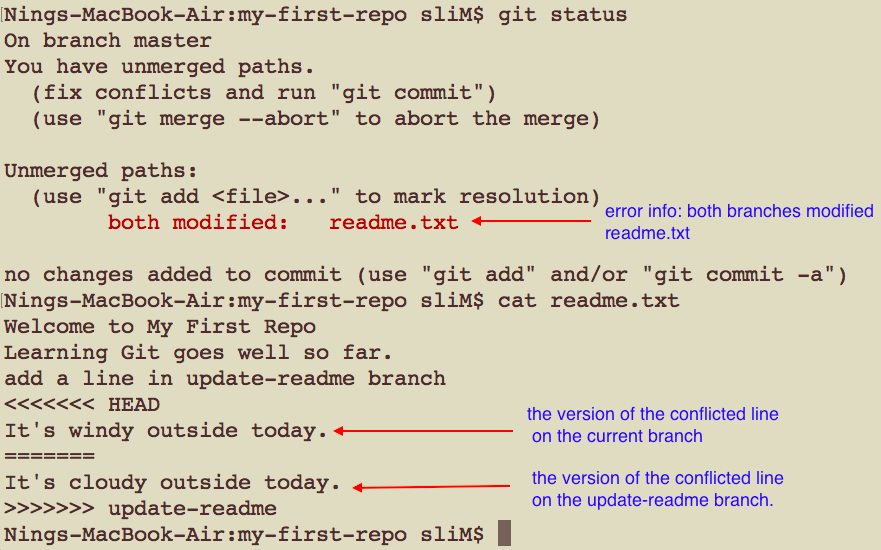 Nings-MacBook-Air:my-first-repo sliM$ git status
On branch master
You have unmerged paths.
  (fix conflicts and run "git commit")
  (use "git merge --abort" to abort the merge)

Unmerged paths:
  (use "git add <file>..." to mark resolution)
        both modified:   readme.txt
error info: both branches modified
readme.txt

no changes added to commit (use "git add" and/or "git commit -a")
Nings-MacBook-Air:my-first-repo sliM$ cat readme.txt
Welcome to My First Repo
Learning Git goes well so far.
add a line in update-readme branch
<<<<<<< HEAD
It's windy outside today.
the version of the conflicted line
on the current branch
=======
It's cloudy outside today.
the version of the conflicted line
on the update-readme branch.
>>>>>>> update-readme
Nings-MacBook-Air:my-first-repo sliM$